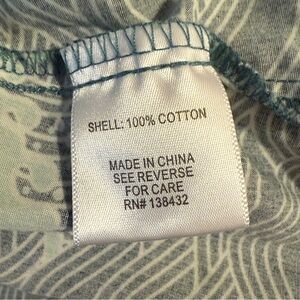 SHELL: 100% COTTON
MADE IN CHINA
SEE REVERSE
FOR CARE
RN# 138432